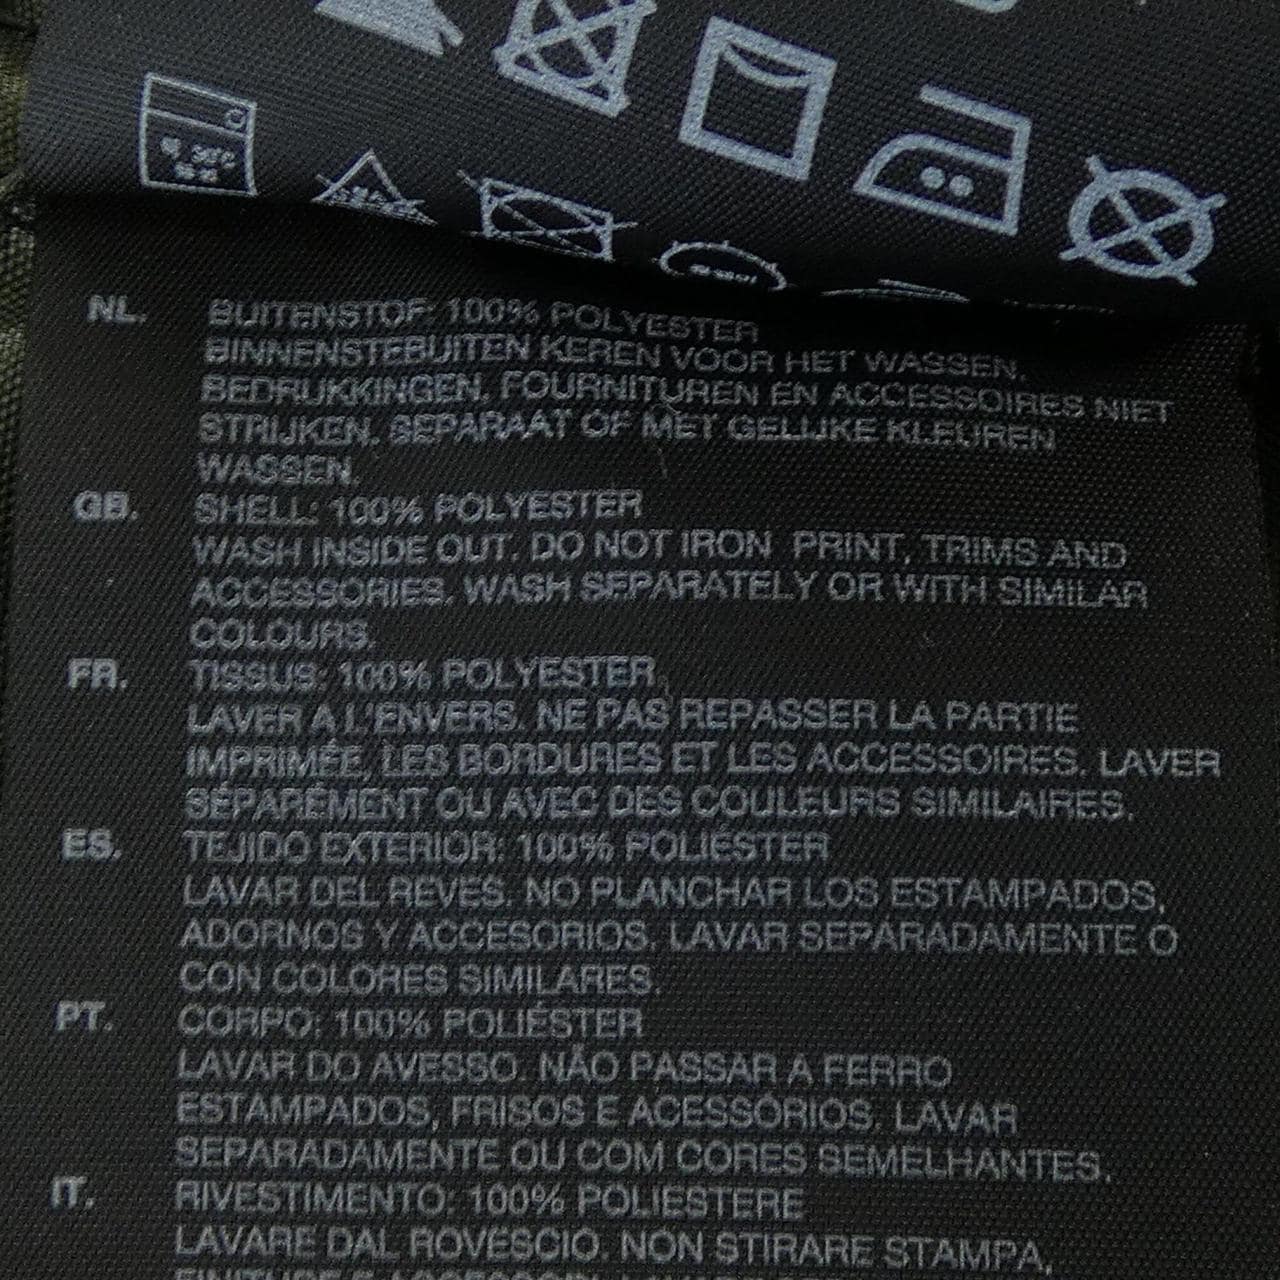 NL. BUITENSTOF: 100% POLYESTER
BINNENSTEBUITEN KEREN VOOR HET WASSEN.
BEDRUKKINGEN, FOURNITUREN EN ACCESSOIRES NIET
STRIJKEN. SEPARAAT OF MET GELIJKE KLEUREN
WASSEN.
GB. SHELL: 100% POLYESTER
WASH INSIDE OUT. DO NOT IRON PRINT, TRIMS AND
ACCESSORIES. WASH SEPARATELY OR WITH SIMILAR
COLOURS.
FR. TISSUS: 100% POLYESTER
LAVER A L'ENVERS. NE PAS REPASSER LA PARTIE
IMPRIMÉE, LES BORDURES ET LES ACCESSOIRES. LAVER
SÉPARÉMENT OU AVEC DES COULEURS SIMILAIRES.
ES. TEJIDO EXTERIOR: 100% POLIÉSTER
LAVAR DEL REVES. NO PLANCHAR LOS ESTAMPADOS,
ADORNOS Y ACCESORIOS. LAVAR SEPARADAMENTE O
CON COLORES SIMILARES.
PT. CORPO: 100% POLIÉSTER
LAVAR DO AVESSO. NÃO PASSAR A FERRO
ESTAMPADOS, FRISOS E ACESSÓRIOS. LAVAR
SEPARADAMENTE OU COM CORES SEMELHANTES.
IT. RIVESTIMENTO: 100% POLIESTERE
LAVARE DAL ROVESCIO. NON STIRARE STAMPA,